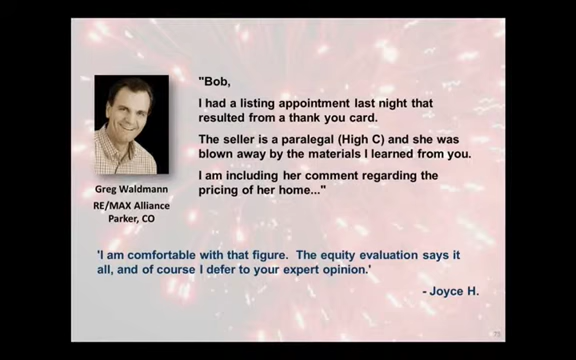 "Bob,
I had a listing appointment last night that
resulted from a thank you card.
The seller is a paralegal (High C) and she was
blown away by the materials I learned from you.
I am including her comment regarding the
pricing of her home..."
Greg Waldmann
RE/MAX Alliance
Parker, CO
'I am comfortable with that figure.  The equity evaluation says it
all, and of course I defer to your expert opinion.'
- Joyce H.